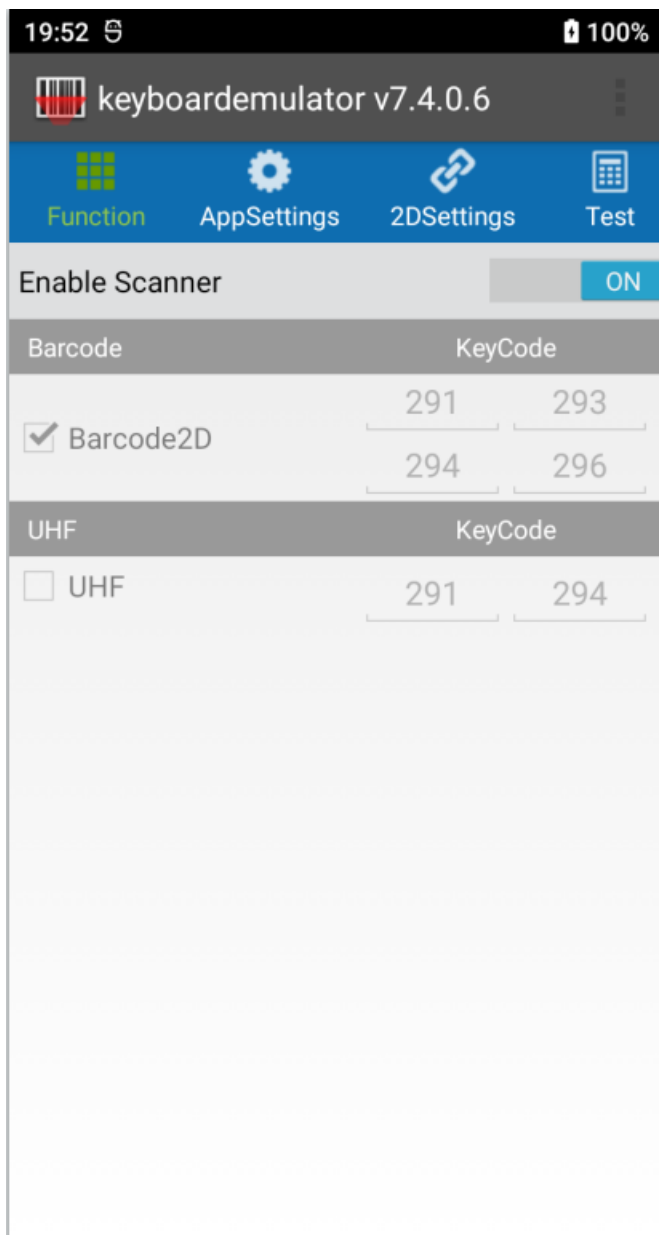 19:52 100%
keyboardemulator v7.4.0.6
Function AppSettings 2DSettings Test
Enable Scanner ON
Barcode KeyCode
Barcode2D 291 293
294 296
UHF KeyCode
UHF 291 294